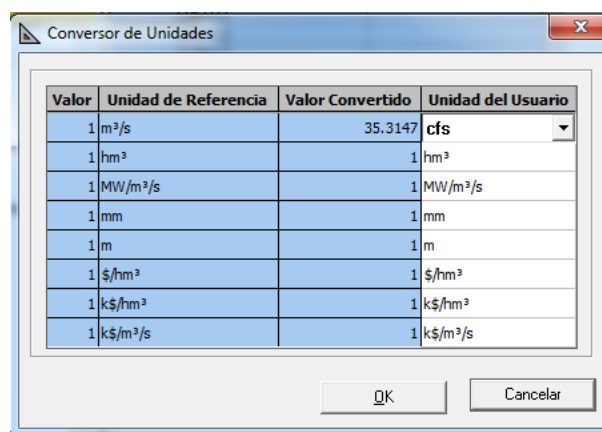 Conversor de Unidades
Valor Unidad de Referencia Valor Convertido Unidad del Usuario
1 m³/s 35.3147 cfs
1 hm³ 1 hm³
1 MW/m³/s 1 MW/m³/s
1 mm 1 mm
1 m 1 m
1 $/hm³ 1 $/hm³
1 k$/hm³ 1 k$/hm³
1 k$/m³/s 1 k$/m³/s
OK Cancelar